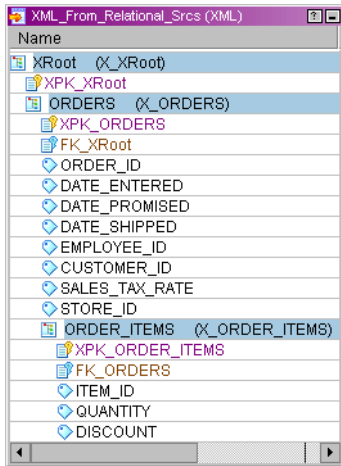 XML_From_Relational_Srcs (XML)
Name
XRoot (X_XRoot)
XPK_XRoot
ORDERS (X_ORDERS)
XPK_ORDERS
FK_XRoot
ORDER_ID
DATE_ENTERED
DATE_PROMISED
DATE_SHIPPED
EMPLOYEE_ID
CUSTOMER_ID
SALES_TAX_RATE
STORE_ID
ORDER_ITEMS (X_ORDER_ITEMS)
XPK_ORDER_ITEMS
FK_ORDERS
ITEM_ID
QUANTITY
DISCOUNT